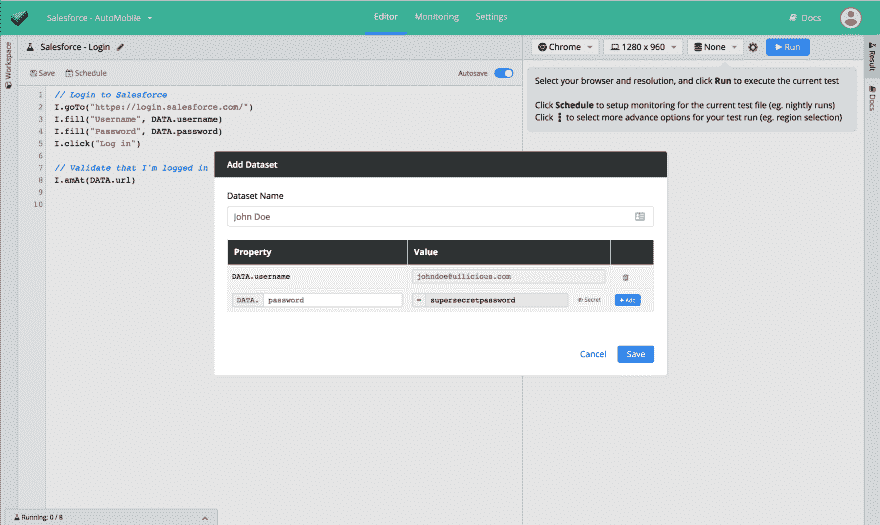 Salesforce - AutoMobile
Editor
Monitoring
Settings
Docs
Workspace
Salesforce - Login
Chrome
1280 x 960
None
Run
Result
Docs
Save
Schedule
Autosave
Select your browser and resolution, and click Run to execute the current test
Click Schedule to setup monitoring for the current test file (eg. nightly runs)
Click ⋮ to select more advance options for your test run (eg. region selection)
1 // Login to Salesforce
2 I.goTo("https://login.salesforce.com/")
3 I.fill("Username", DATA.username)
4 I.fill("Password", DATA.password)
5 I.click("Log in")
6
7 // Validate that I'm logged in
8 I.amAt(DATA.url)
9
10
Add Dataset
Dataset Name
John Doe
Property Value
DATA.username johndoe@uilicious.com
DATA. password = supersecretpassword Secret + Add
Cancel Save
Running: 0 / 8